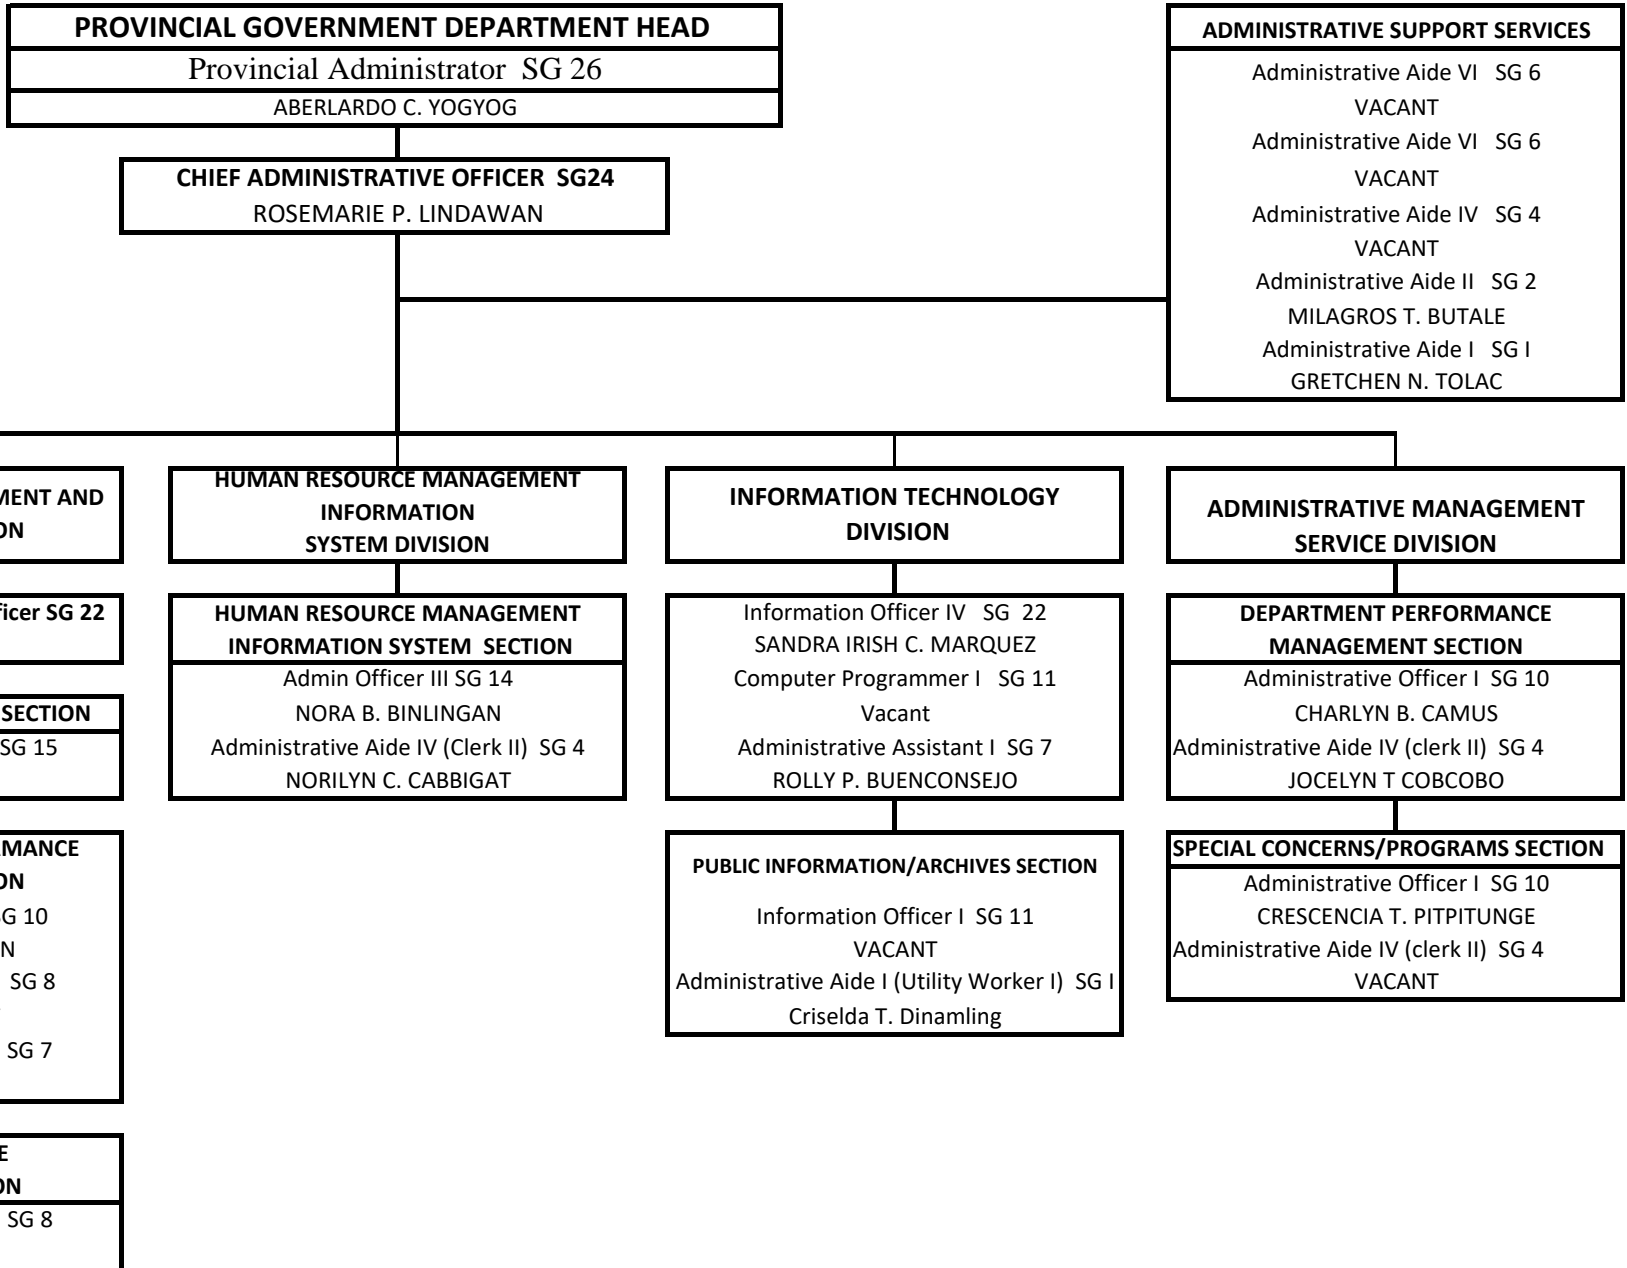 PROVINCIAL GOVERNMENT DEPARTMENT HEAD
Provincial Administrator SG 26
ABERLARDO C. YOGYOG
CHIEF ADMINISTRATIVE OFFICER SG24
ROSEMARIE P. LINDAWAN
ADMINISTRATIVE SUPPORT SERVICES
Administrative Aide VI SG 6
VACANT
Administrative Aide VI SG 6
VACANT
Administrative Aide IV SG 4
VACANT
Administrative Aide II SG 2
MILAGROS T. BUTALE
Administrative Aide I SG I
GRETCHEN N. TOLAC
MENT AND
ON
ficer SG 22
SECTION
SG 15
RMANCE
ON
SG 10
N
SG 8
SG 7
E
ON
SG 8
HUMAN RESOURCE MANAGEMENT
INFORMATION
SYSTEM DIVISION
HUMAN RESOURCE MANAGEMENT
INFORMATION SYSTEM SECTION
Admin Officer III SG 14
NORA B. BINLINGAN
Administrative Aide IV (Clerk II) SG 4
NORILYN C. CABBIGAT
INFORMATION TECHNOLOGY
DIVISION
Information Officer IV SG 22
SANDRA IRISH C. MARQUEZ
Computer Programmer I SG 11
Vacant
Administrative Assistant I SG 7
ROLLY P. BUENCONSEJO
PUBLIC INFORMATION/ARCHIVES SECTION
Information Officer I SG 11
VACANT
Administrative Aide I (Utility Worker I) SG I
Criselda T. Dinamling
ADMINISTRATIVE MANAGEMENT
SERVICE DIVISION
DEPARTMENT PERFORMANCE
MANAGEMENT SECTION
Administrative Officer I SG 10
CHARLYN B. CAMUS
Administrative Aide IV (clerk II) SG 4
JOCELYN T COBCOBO
SPECIAL CONCERNS/PROGRAMS SECTION
Administrative Officer I SG 10
CRESCENCIA T. PITPITUNGE
Administrative Aide IV (clerk II) SG 4
VACANT